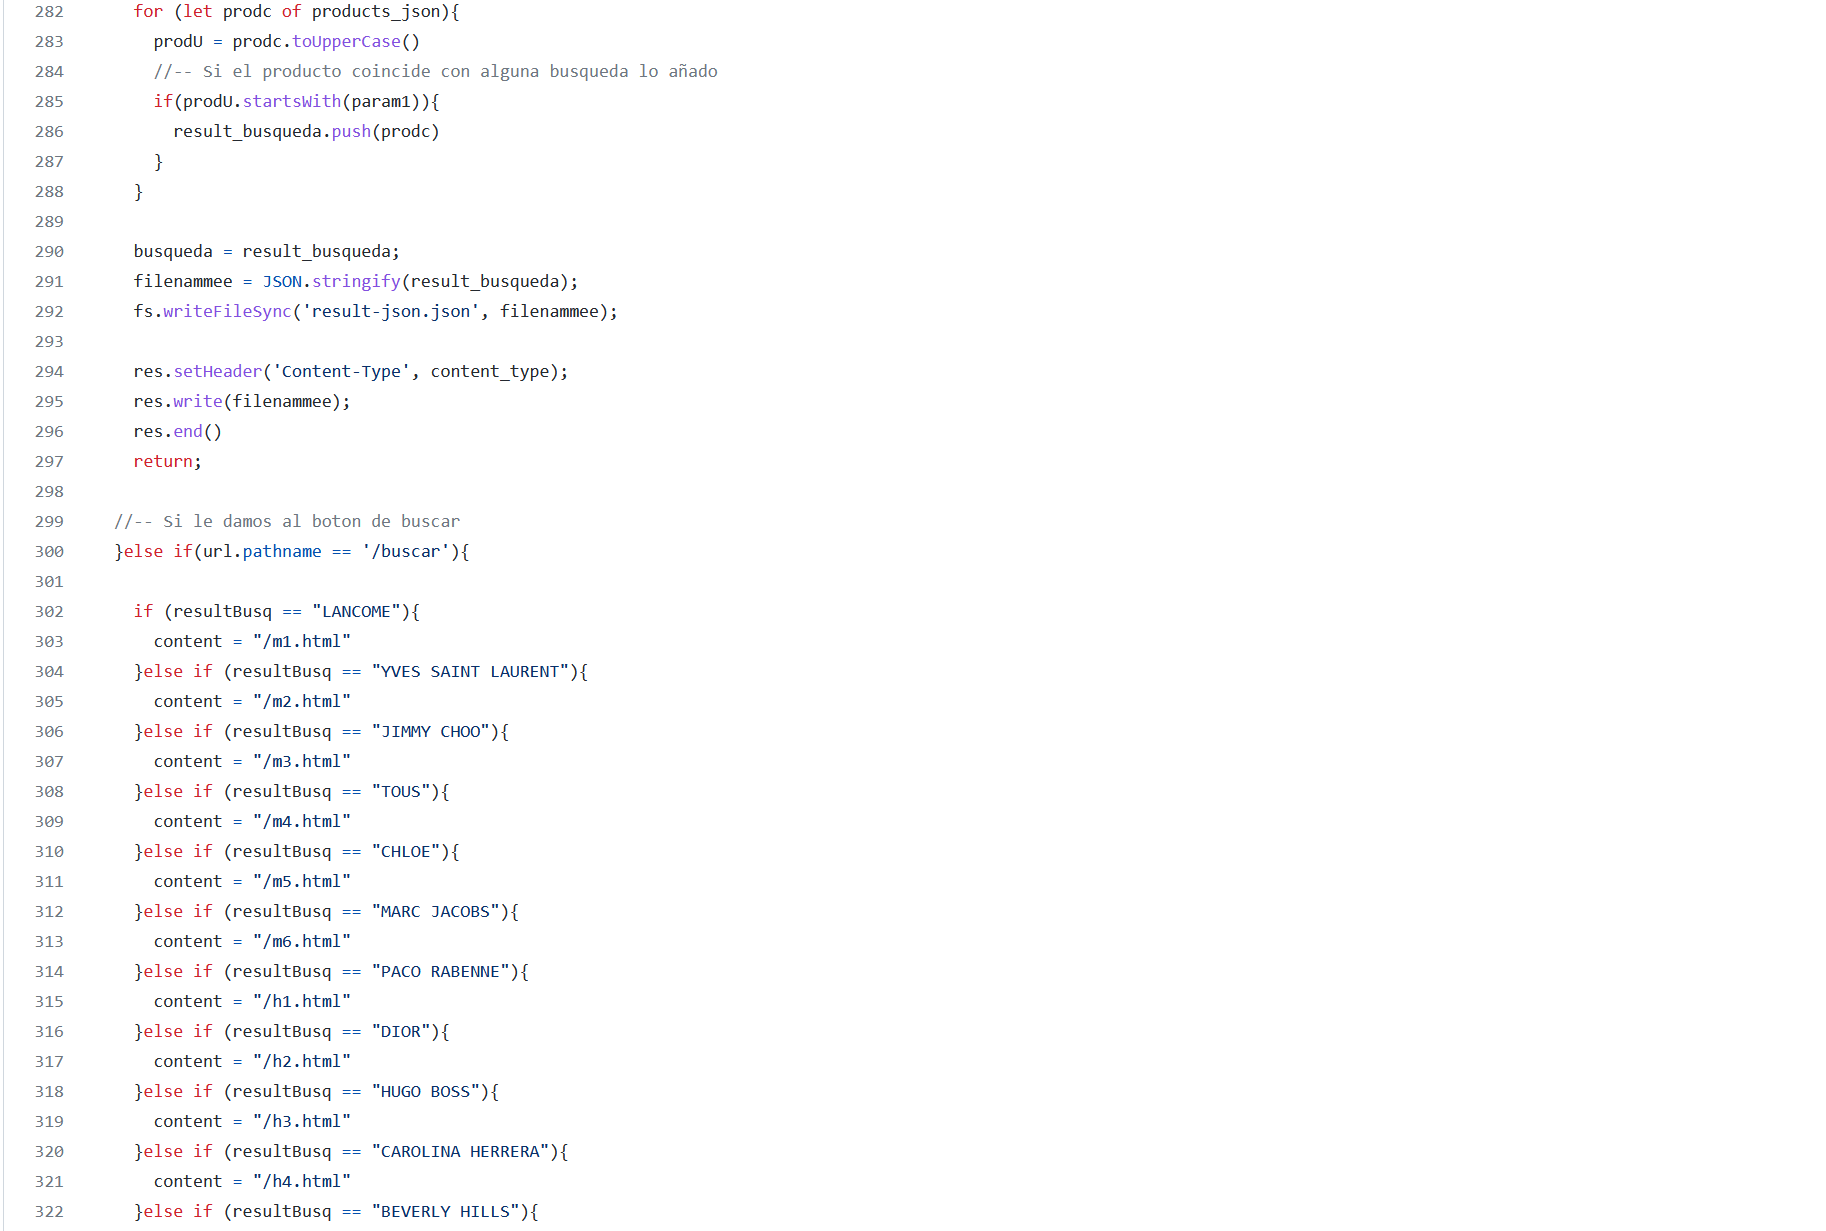 282 for (let prodc of products_json){
283 prodU = prodc.toUpperCase()
284 //-- Si el producto coincide con alguna busqueda lo añado
285 if(prodU.startsWith(param1)){
286 result_busqueda.push(prodc)
287 }
288 }
289
290 busqueda = result_busqueda;
291 filenammee = JSON.stringify(result_busqueda);
292 fs.writeFileSync('result-json.json', filenammee);
293
294 res.setHeader('Content-Type', content_type);
295 res.write(filenammee);
296 res.end()
297 return;
298
299 //-- Si le damos al boton de buscar
300 }else if(url.pathname == '/buscar'){
301
302 if (resultBusq == "LANCOME"){
303 content = "/m1.html"
304 }else if (resultBusq == "YVES SAINT LAURENT"){
305 content = "/m2.html"
306 }else if (resultBusq == "JIMMY CHOO"){
307 content = "/m3.html"
308 }else if (resultBusq == "TOUS"){
309 content = "/m4.html"
310 }else if (resultBusq == "CHLOE"){
311 content = "/m5.html"
312 }else if (resultBusq == "MARC JACOBS"){
313 content = "/m6.html"
314 }else if (resultBusq == "PACO RABENNE"){
315 content = "/h1.html"
316 }else if (resultBusq == "DIOR"){
317 content = "/h2.html"
318 }else if (resultBusq == "HUGO BOSS"){
319 content = "/h3.html"
320 }else if (resultBusq == "CAROLINA HERRERA"){
321 content = "/h4.html"
322 }else if (resultBusq == "BEVERLY HILLS"){